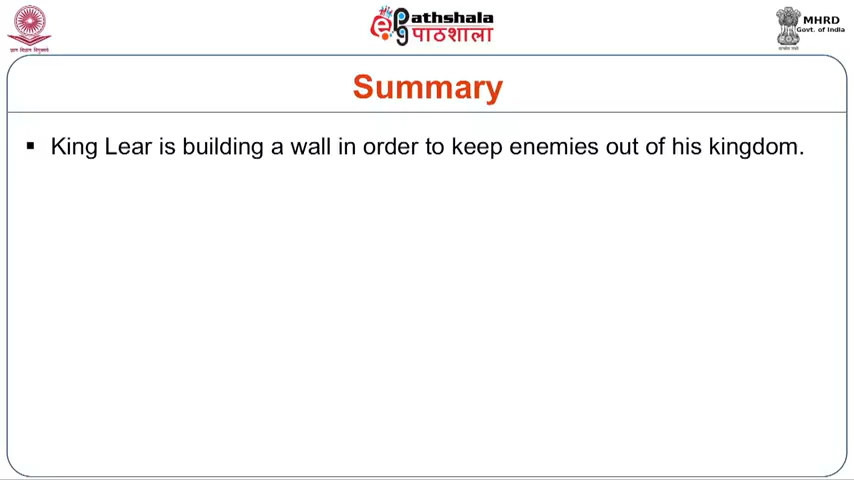 ePathshala
पाठशाला
MHRD
Govt. of India
Summary
▪ King Lear is building a wall in order to keep enemies out of his kingdom.